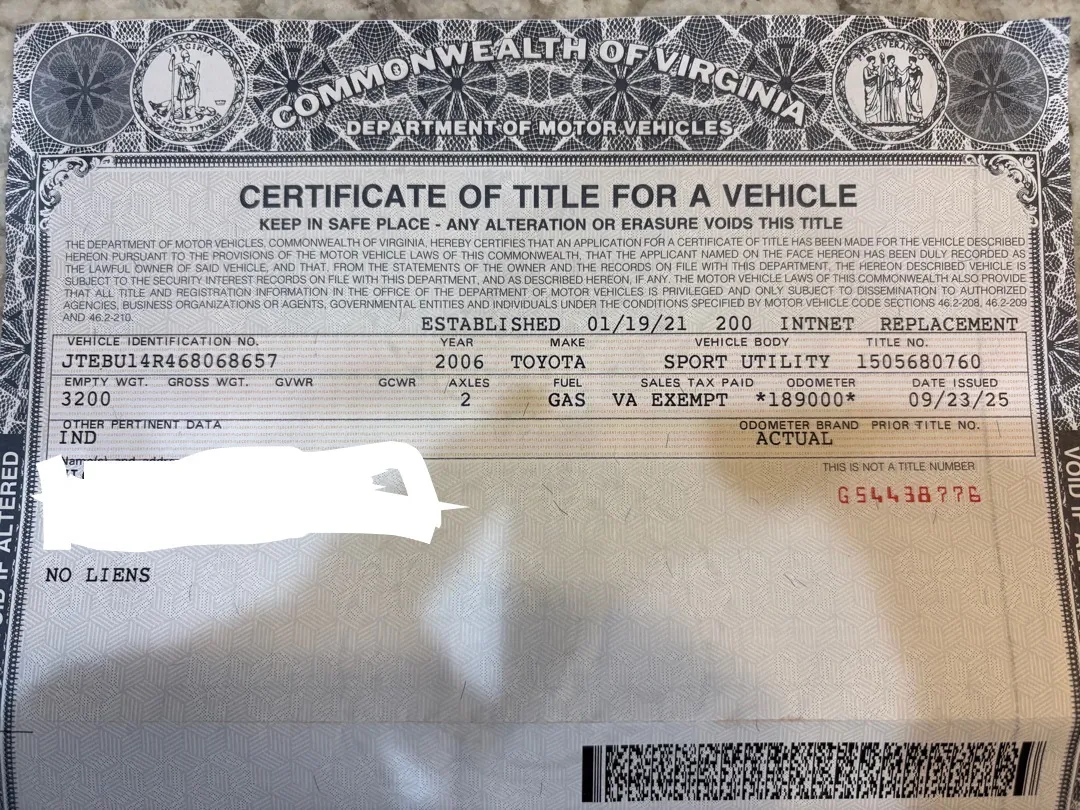 VIRGINIA
COMMONWEALTH OF VIRGINIA
PERSEVERANDO
DEPARTMENT OF MOTOR VEHICLES
CERTIFICATE OF TITLE FOR A VEHICLE
KEEP IN SAFE PLACE - ANY ALTERATION OR ERASURE VOIDS THIS TITLE
THE DEPARTMENT OF MOTOR VEHICLES, COMMONWEALTH OF VIRGINIA, HEREBY CERTIFIES THAT AN APPLICATION FOR A CERTIFICATE OF TITLE HAS BEEN MADE FOR THE VEHICLE DESCRIBED
HEREON PURSUANT TO THE PROVISIONS OF THE MOTOR VEHICLE LAWS OF THIS COMMONWEALTH, THAT THE APPLICANT NAMED ON THE FACE HEREON HAS BEEN DULY RECORDED AS
THE LAWFUL OWNER OF SAID VEHICLE, AND THAT, FROM THE STATEMENTS OF THE OWNER AND THE RECORDS ON FILE WITH THIS DEPARTMENT, THE HEREON DESCRIBED VEHICLE IS
SUBJECT TO THE SECURITY INTEREST RECORDS ON FILE WITH THIS DEPARTMENT, AND AS DESCRIBED HEREON, IF ANY. THE MOTOR VEHICLE LAWS OF THIS COMMONWEALTH ALSO PROVIDE
THAT ALL TITLE AND REGISTRATION INFORMATION IN THE OFFICE OF THE DEPARTMENT OF MOTOR VEHICLES IS PRIVILEGED AND ONLY SUBJECT TO DISSEMINATION TO AUTHORIZED
AGENCIES, BUSINESS ORGANIZATIONS OR AGENTS, GOVERNMENTAL ENTITIES AND INDIVIDUALS UNDER THE CONDITIONS SPECIFIED BY MOTOR VEHICLE CODE SECTIONS 46.2-208, 46.2-209
AND 46.2-210.
ESTABLISHED 01/19/21 200 INTNET REPLACEMENT
VEHICLE IDENTIFICATION NO. YEAR MAKE VEHICLE BODY TITLE NO.
JTEBU14R468068657 2006 TOYOTA SPORT UTILITY 1505680760
EMPTY WGT. GROSS WGT. GVWR GCWR AXLES FUEL SALES TAX PAID ODOMETER DATE ISSUED
3200 2 GAS VA EXEMPT *189000* 09/23/25
OTHER PERTINENT DATA ODOMETER BRAND PRIOR TITLE NO.
IND ACTUAL
Name(s) and
THIS IS NOT A TITLE NUMBER
G54438776
NO LIENS
IF ALTERED
VOID IF